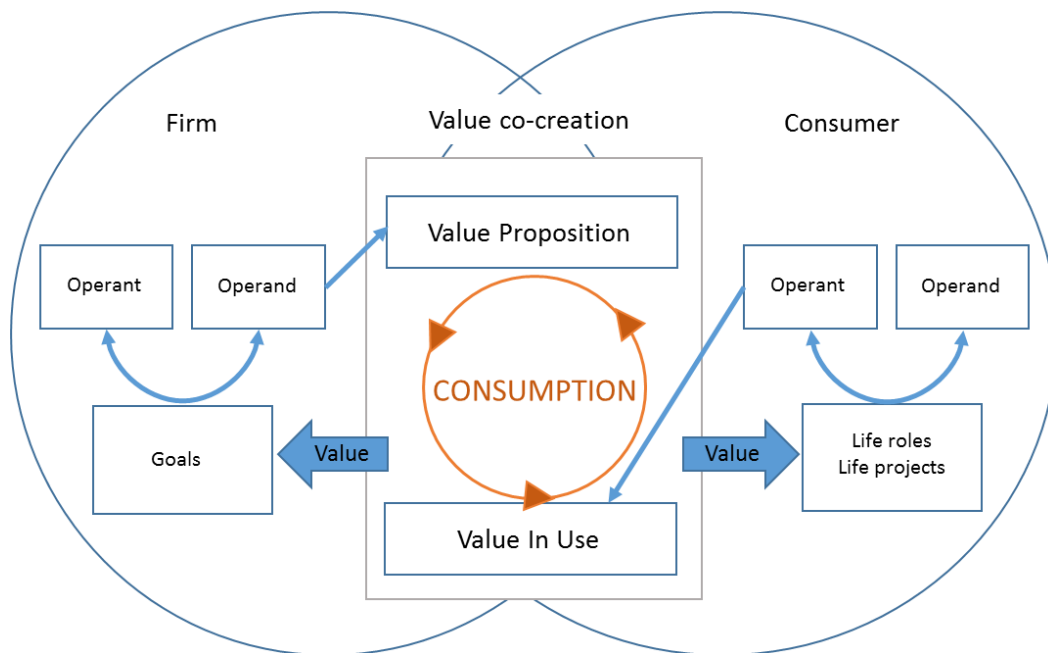 Firm
Value co-creation
Consumer
Value Proposition
Operant
Operand
Operant
Operand
CONSUMPTION
Goals
Value
Value
Life roles
Life projects
Value In Use